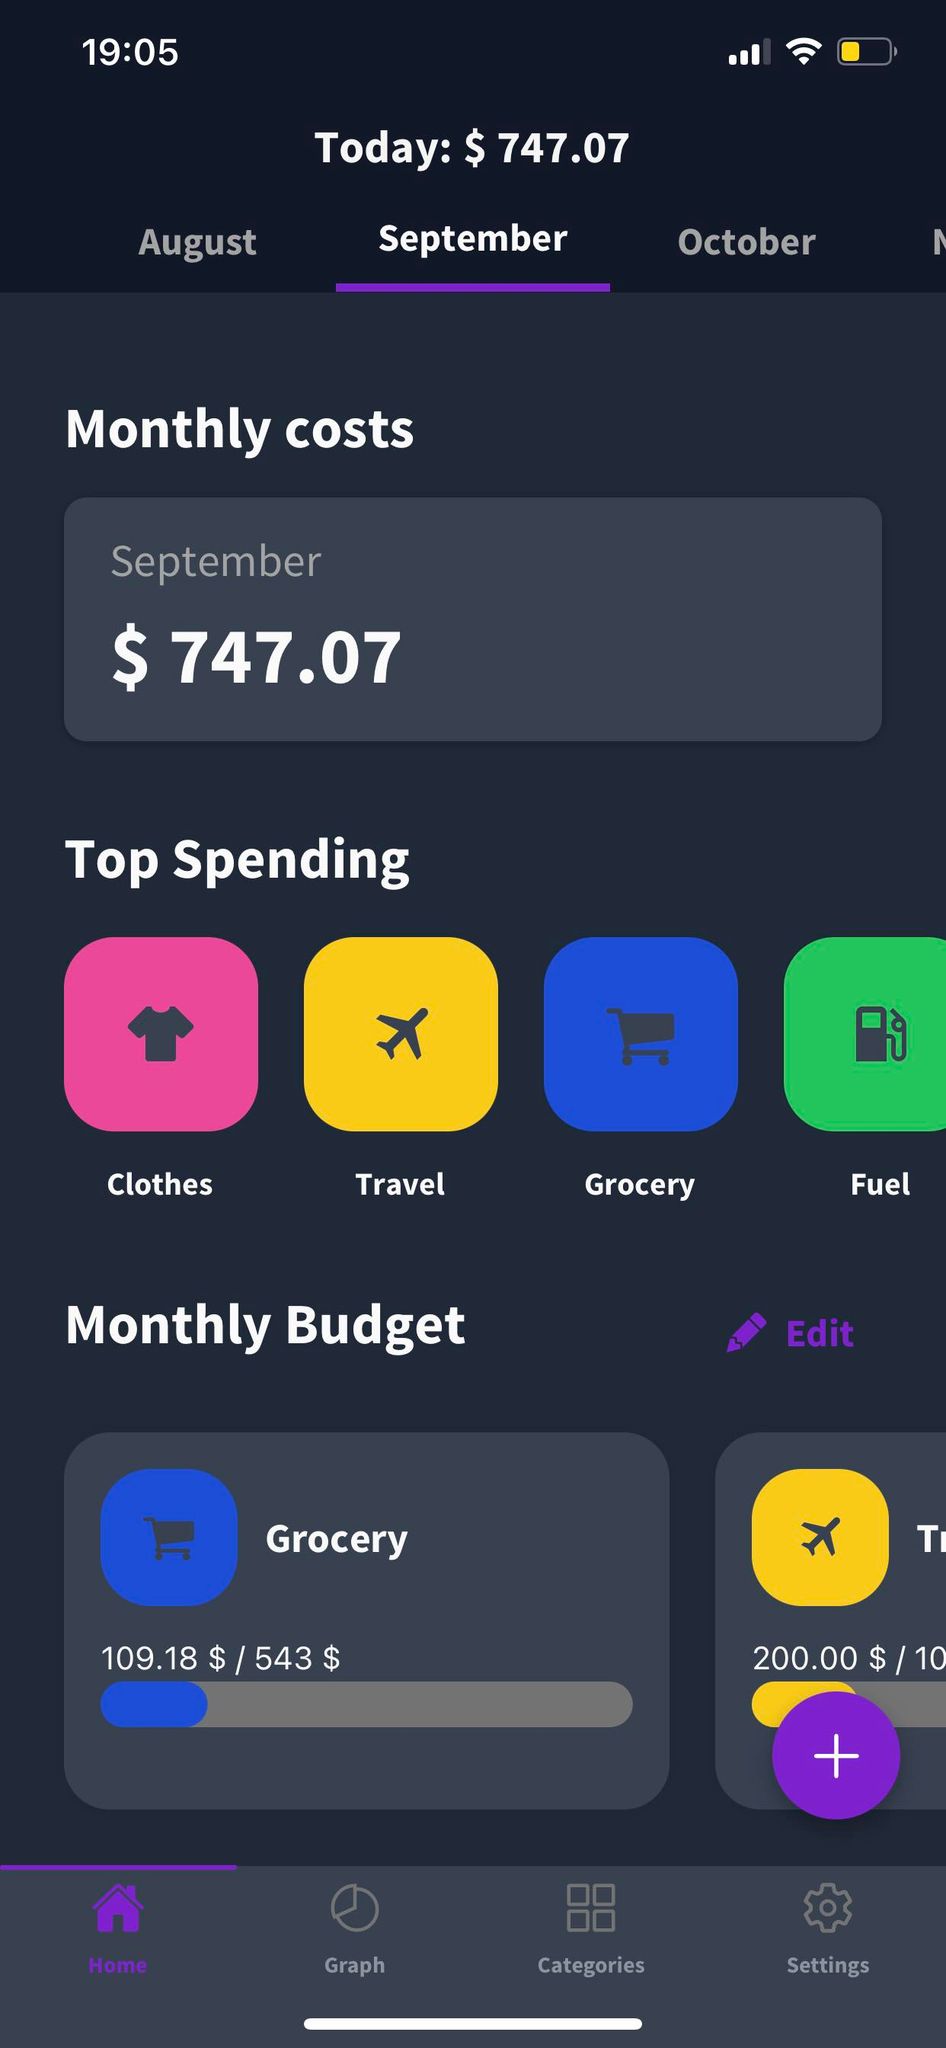 19:05
Today: $ 747.07
August September October
Monthly costs
September
$ 747.07
Top Spending
Clothes Travel Grocery Fuel
Monthly Budget Edit
Grocery
109.18 $ / 543 $
200.00 $ / 10
Home Graph Categories Settings